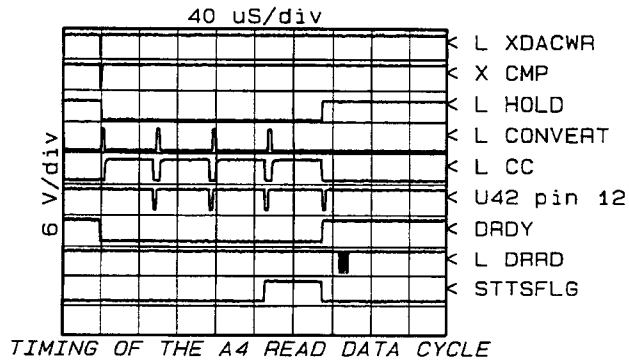 40 uS/div
L XDACWR
X CMP
L HOLD
L CONVERT
L CC
U42 pin 12
DRDY
L DRRD
STTSFLG
6 V/div
TIMING OF THE A4 READ DATA CYCLE